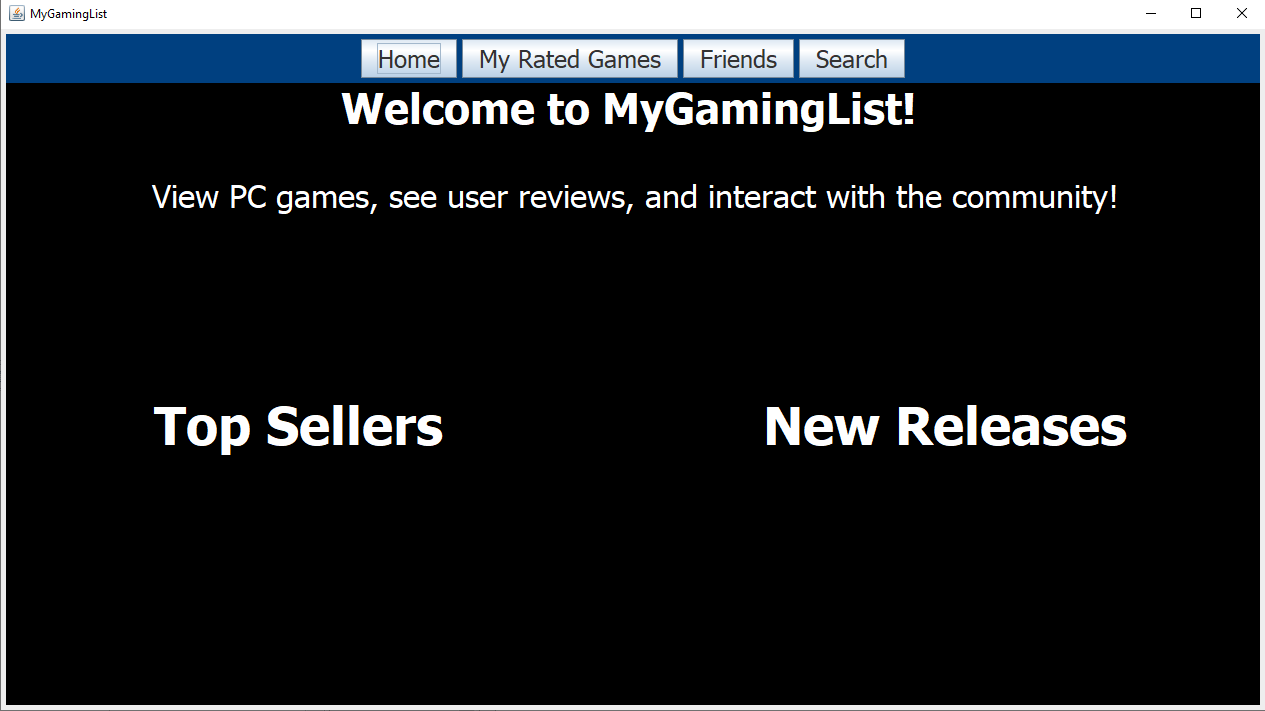 MyGamingList
Home My Rated Games Friends Search
Welcome to MyGamingList!
View PC games, see user reviews, and interact with the community!
Top Sellers New Releases